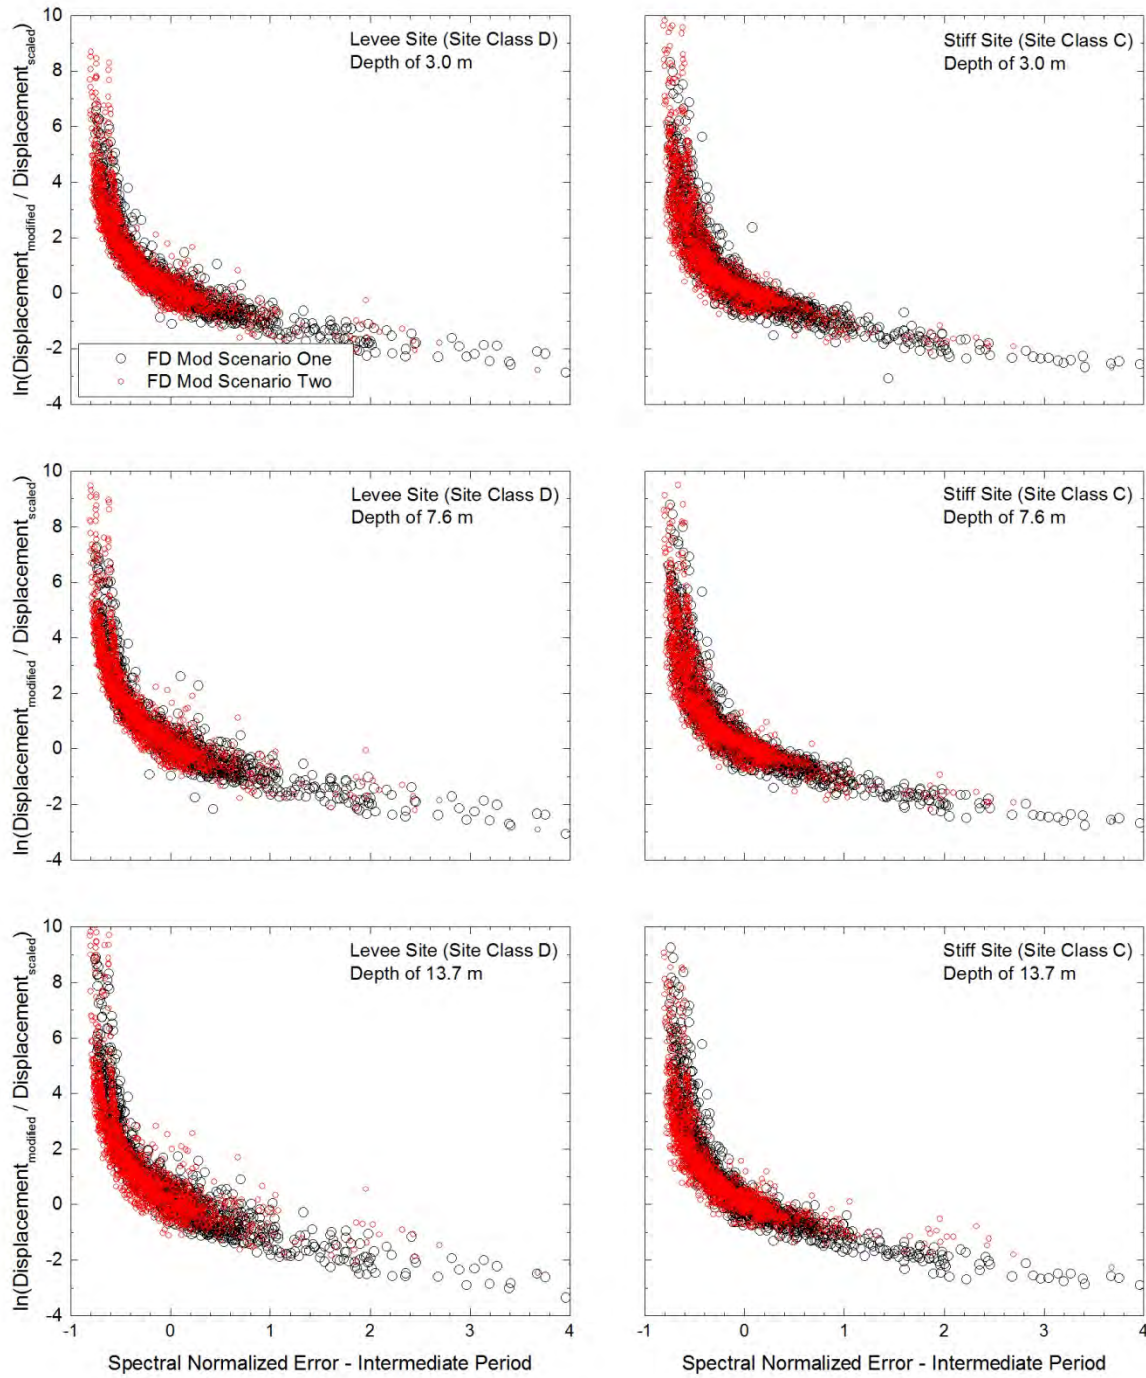 10
8
6
4
2
0
-2
-4
ln(Displacement_modified / Displacement_scaled)
Levee Site (Site Class D)
Depth of 3.0 m
FD Mod Scenario One
FD Mod Scenario Two
Stiff Site (Site Class C)
Depth of 3.0 m
10
8
6
4
2
0
-2
-4
ln(Displacement_modified / Displacement_scaled)
Levee Site (Site Class D)
Depth of 7.6 m
Stiff Site (Site Class C)
Depth of 7.6 m
10
8
6
4
2
0
-2
-4
ln(Displacement_modified / Displacement_scaled)
Levee Site (Site Class D)
Depth of 13.7 m
Stiff Site (Site Class C)
Depth of 13.7 m
-1 0 1 2 3 4
Spectral Normalized Error - Intermediate Period
-1 0 1 2 3 4
Spectral Normalized Error - Intermediate Period